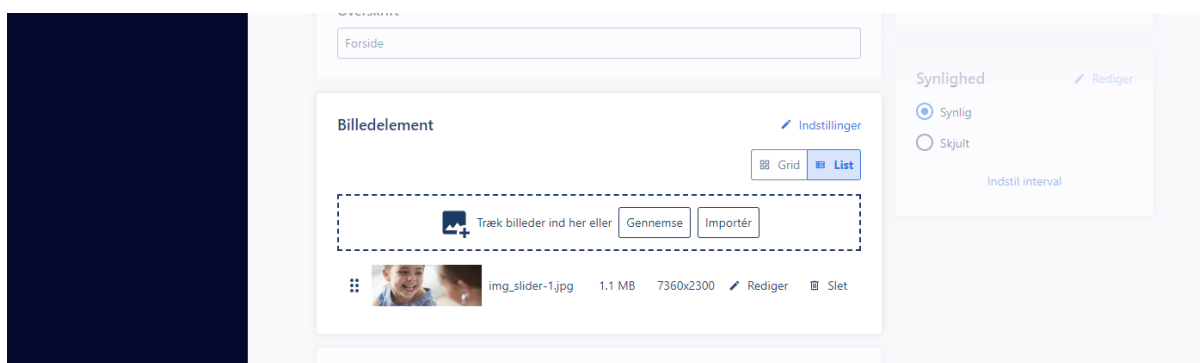 Overskrift
Forside
Billedelement
Indstillinger
Grid
List
Træk billeder ind her eller Gennemse Importér
img_slider-1.jpg 1.1 MB 7360x2300 Rediger Slet
Synlighed Rediger
Synlig
Skjult
Indstil interval